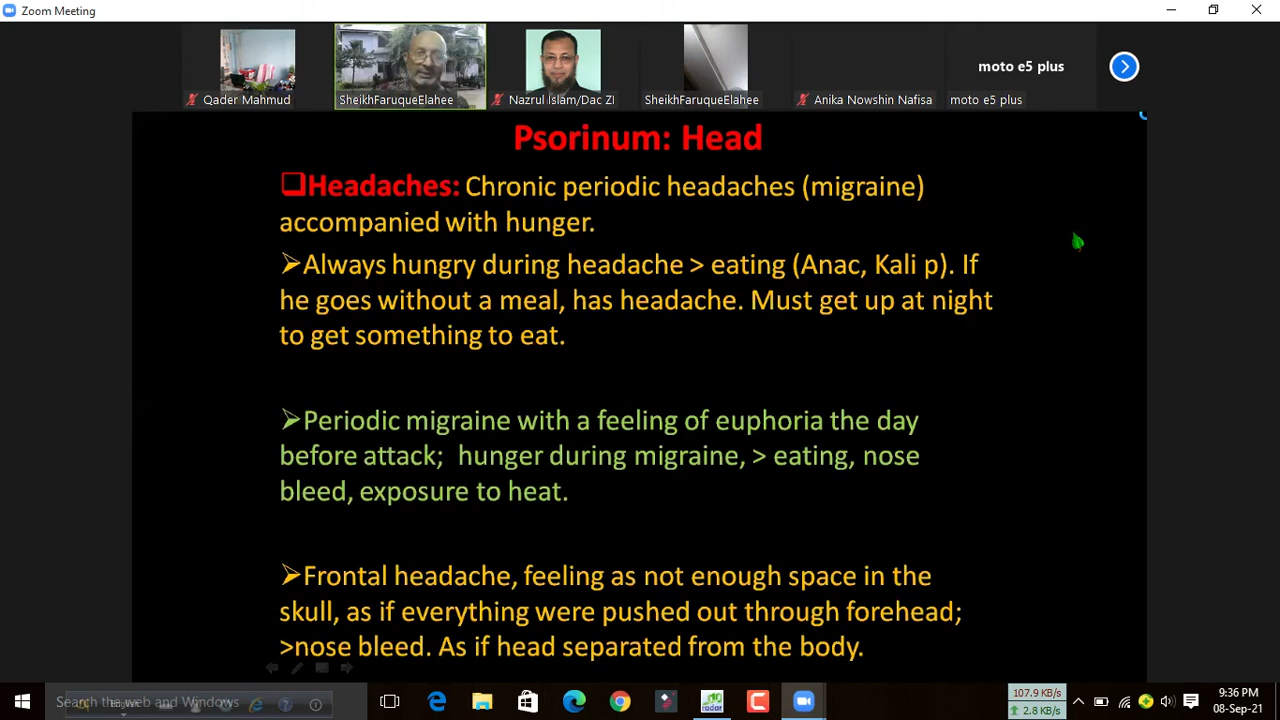 Zoom Meeting
moto e5 plus
Qader Mahmud
SheikhFaruqueElahee
Nazrul Islam/Dac ZI
SheikhFaruqueElahee
Anika Nowshin Nafisa
moto e5 plus
Psorinum: Head
❑Headaches: Chronic periodic headaches (migraine)
accompanied with hunger.
➢Always hungry during headache > eating (Anac, Kali p). If
he goes without a meal, has headache. Must get up at night
to get something to eat.
➢Periodic migraine with a feeling of euphoria the day
before attack;  hunger during migraine, > eating, nose
bleed, exposure to heat.
➢Frontal headache, feeling as not enough space in the
skull, as if everything were pushed out through forehead;
>nose bleed. As if head separated from the body.
Search the web and Windows
English
radar
107.9 KB/s
2.8 KB/s
9:36 PM
08-Sep-21